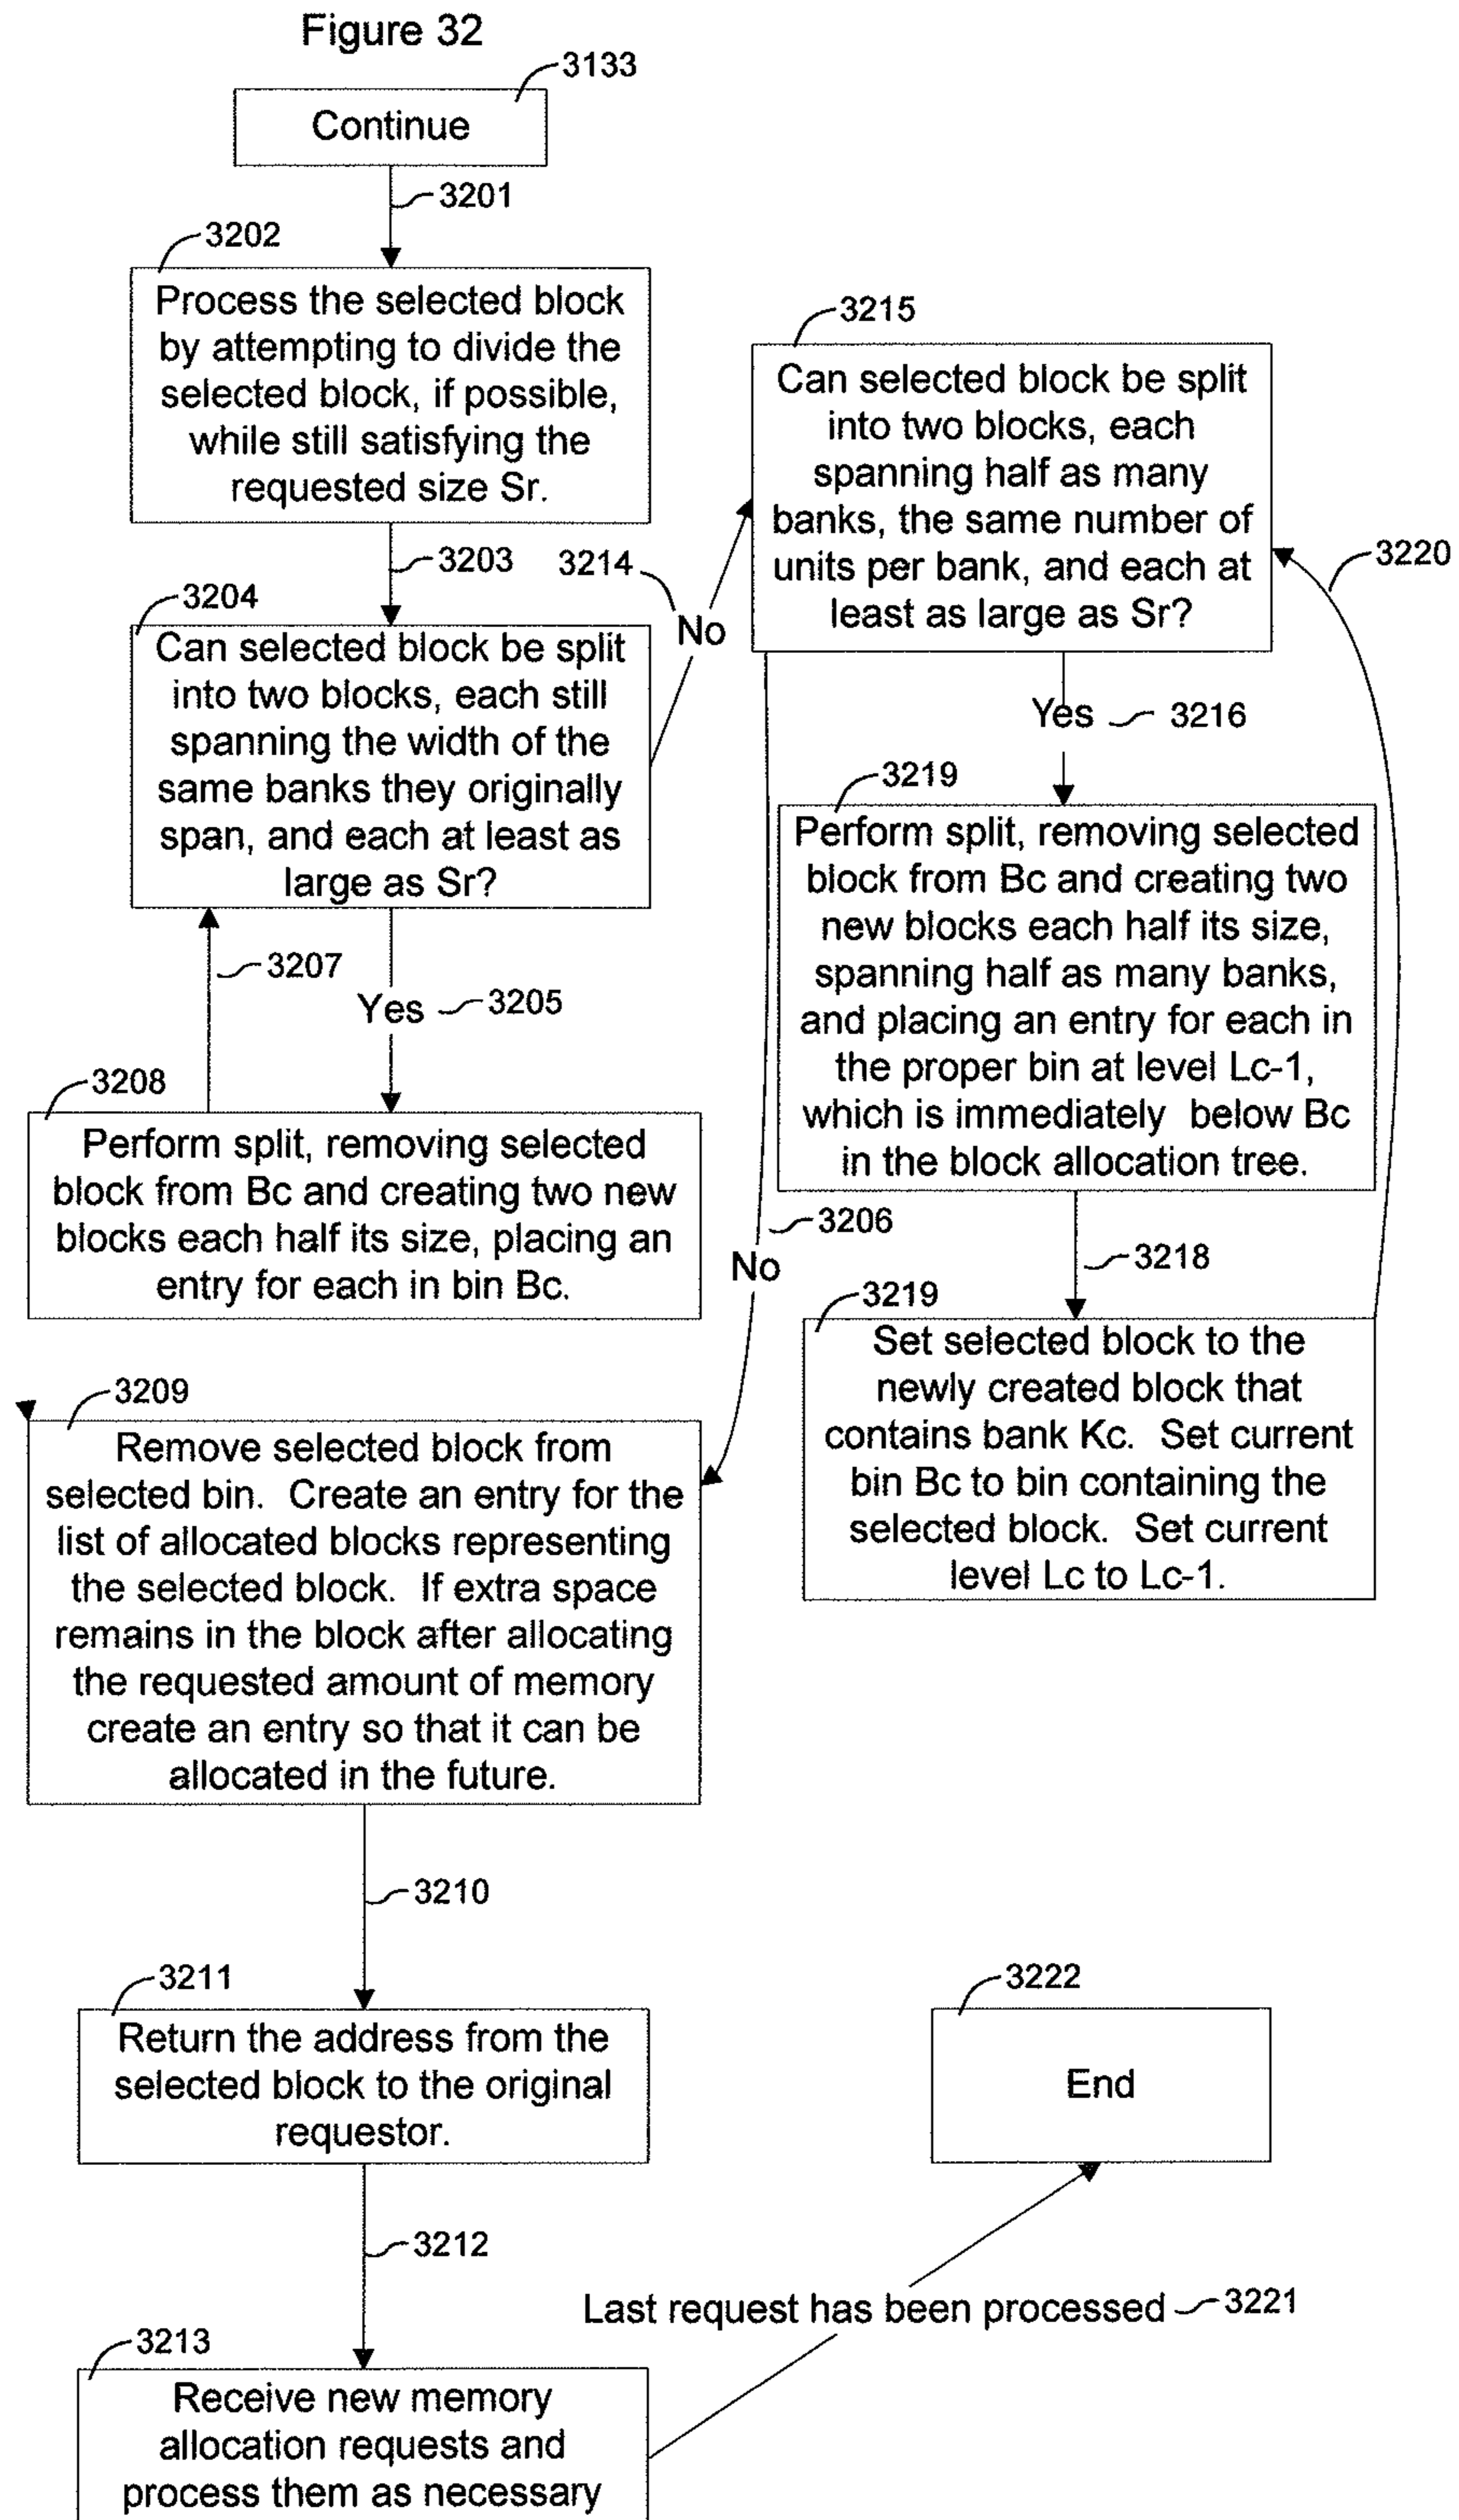 Figure 32
3133
Continue
3201
3202
Process the selected block
by attempting to divide the
selected block, if possible,
while still satisfying the
requested size Sr.
3203
3204
Can selected block be split
into two blocks, each still
spanning the width of the
same banks they originally
span, and each at least as
large as Sr?
3214
No
3215
Can selected block be split
into two blocks, each
spanning half as many
banks, the same number of
units per bank, and each at
least as large as Sr?
3220
Yes
3216
3219
Perform split, removing selected
block from Bc and creating two
new blocks each half its size,
spanning half as many banks,
and placing an entry for each in
the proper bin at level Lc-1,
which is immediately below Bc
in the block allocation tree.
3218
3219
Set selected block to the
newly created block that
contains bank Kc. Set current
bin Bc to bin containing the
selected block. Set current
level Lc to Lc-1.
3207
Yes
3205
3208
Perform split, removing selected
block from Bc and creating two new
blocks each half its size, placing an
entry for each in bin Bc.
3206
No
3209
Remove selected block from
selected bin. Create an entry for the
list of allocated blocks representing
the selected block. If extra space
remains in the block after allocating
the requested amount of memory
create an entry so that it can be
allocated in the future.
3210
3211
Return the address from the
selected block to the original
requestor.
3212
3213
Receive new memory
allocation requests and
process them as necessary
Last request has been processed
3221
3222
End